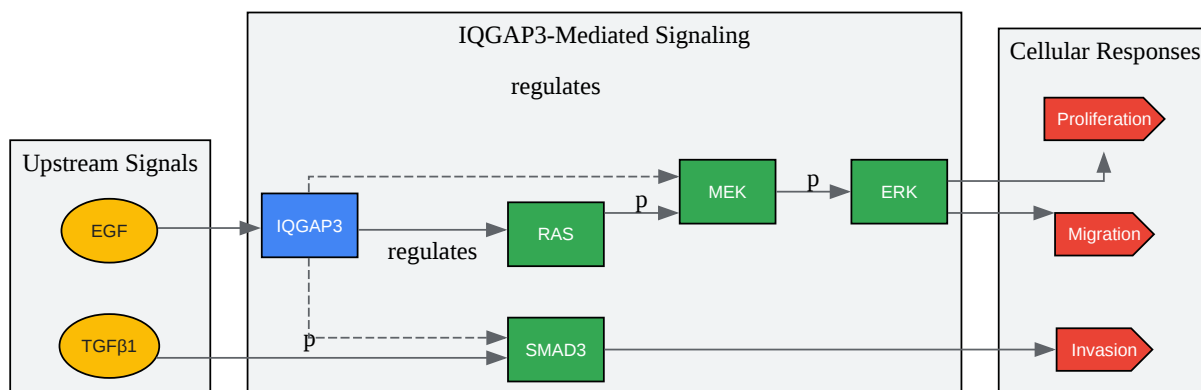 IQGAP3-Mediated Signaling
Cellular Responses
regulates
Proliferation
Upstream Signals
MEK
p
ERK
p
EGF
IQGAP3
RAS
Migration
regulates
p
TGFβ1
SMAD3
Invasion